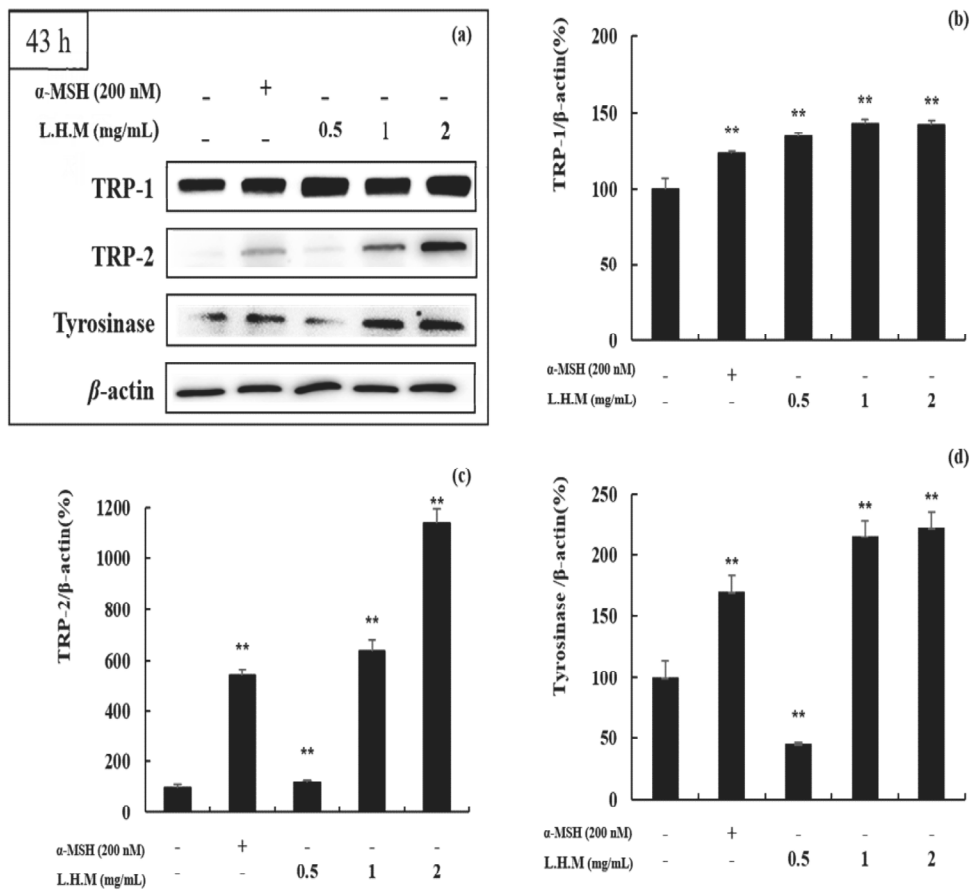 43 h
(a)
α-MSH (200 nM) - + - - -
L.H.M (mg/mL) - - 0.5 1 2
TRP-1
TRP-2
Tyrosinase
β-actin
(b)
TRP-1/β-actin(%)
200
150
100
50
0
** ** ** **
α-MSH (200 nM) - + - - -
L.H.M (mg/mL) - - 0.5 1 2
(c)
TRP-2/β-actin(%)
1200
1000
800
600
400
200
0
** ** ** **
α-MSH (200 nM) - + - - -
L.H.M (mg/mL) - - 0.5 1 2
(d)
Tyrosinase /β-actin(%)
250
200
150
100
50
0
** ** ** **
α-MSH (200 nM) - + - - -
L.H.M (mg/mL) - - 0.5 1 2